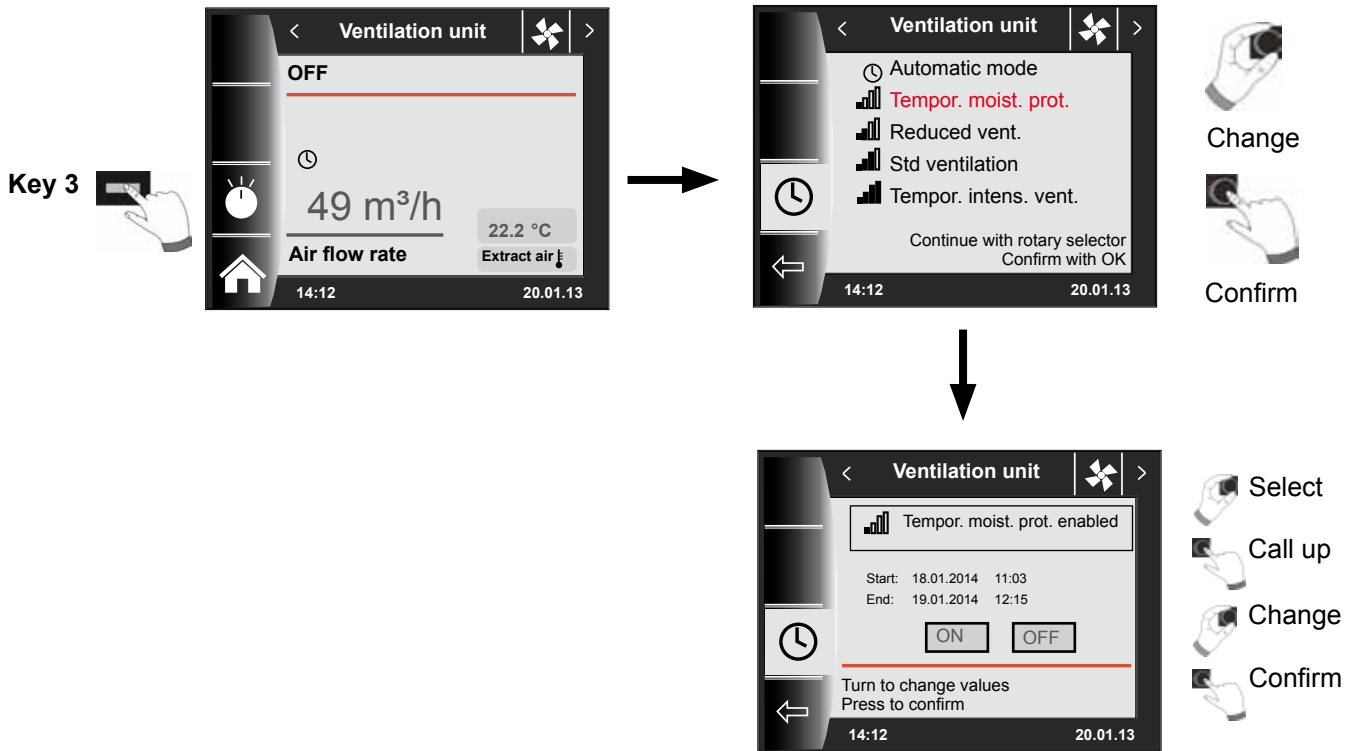 Key 3
< Ventilation unit >
OFF
49 m³/h
22.2 °C
Air flow rate
Extract air
14:12 20.01.13
< Ventilation unit >
Automatic mode
Tempor. moist. prot.
Reduced vent.
Std ventilation
Tempor. intens. vent.
Continue with rotary selector
Confirm with OK
14:12 20.01.13
Change
Confirm
< Ventilation unit >
Tempor. moist. prot. enabled
Start: 18.01.2014 11:03
End: 19.01.2014 12:15
ON OFF
Turn to change values
Press to confirm
14:12 20.01.13
Select
Call up
Change
Confirm